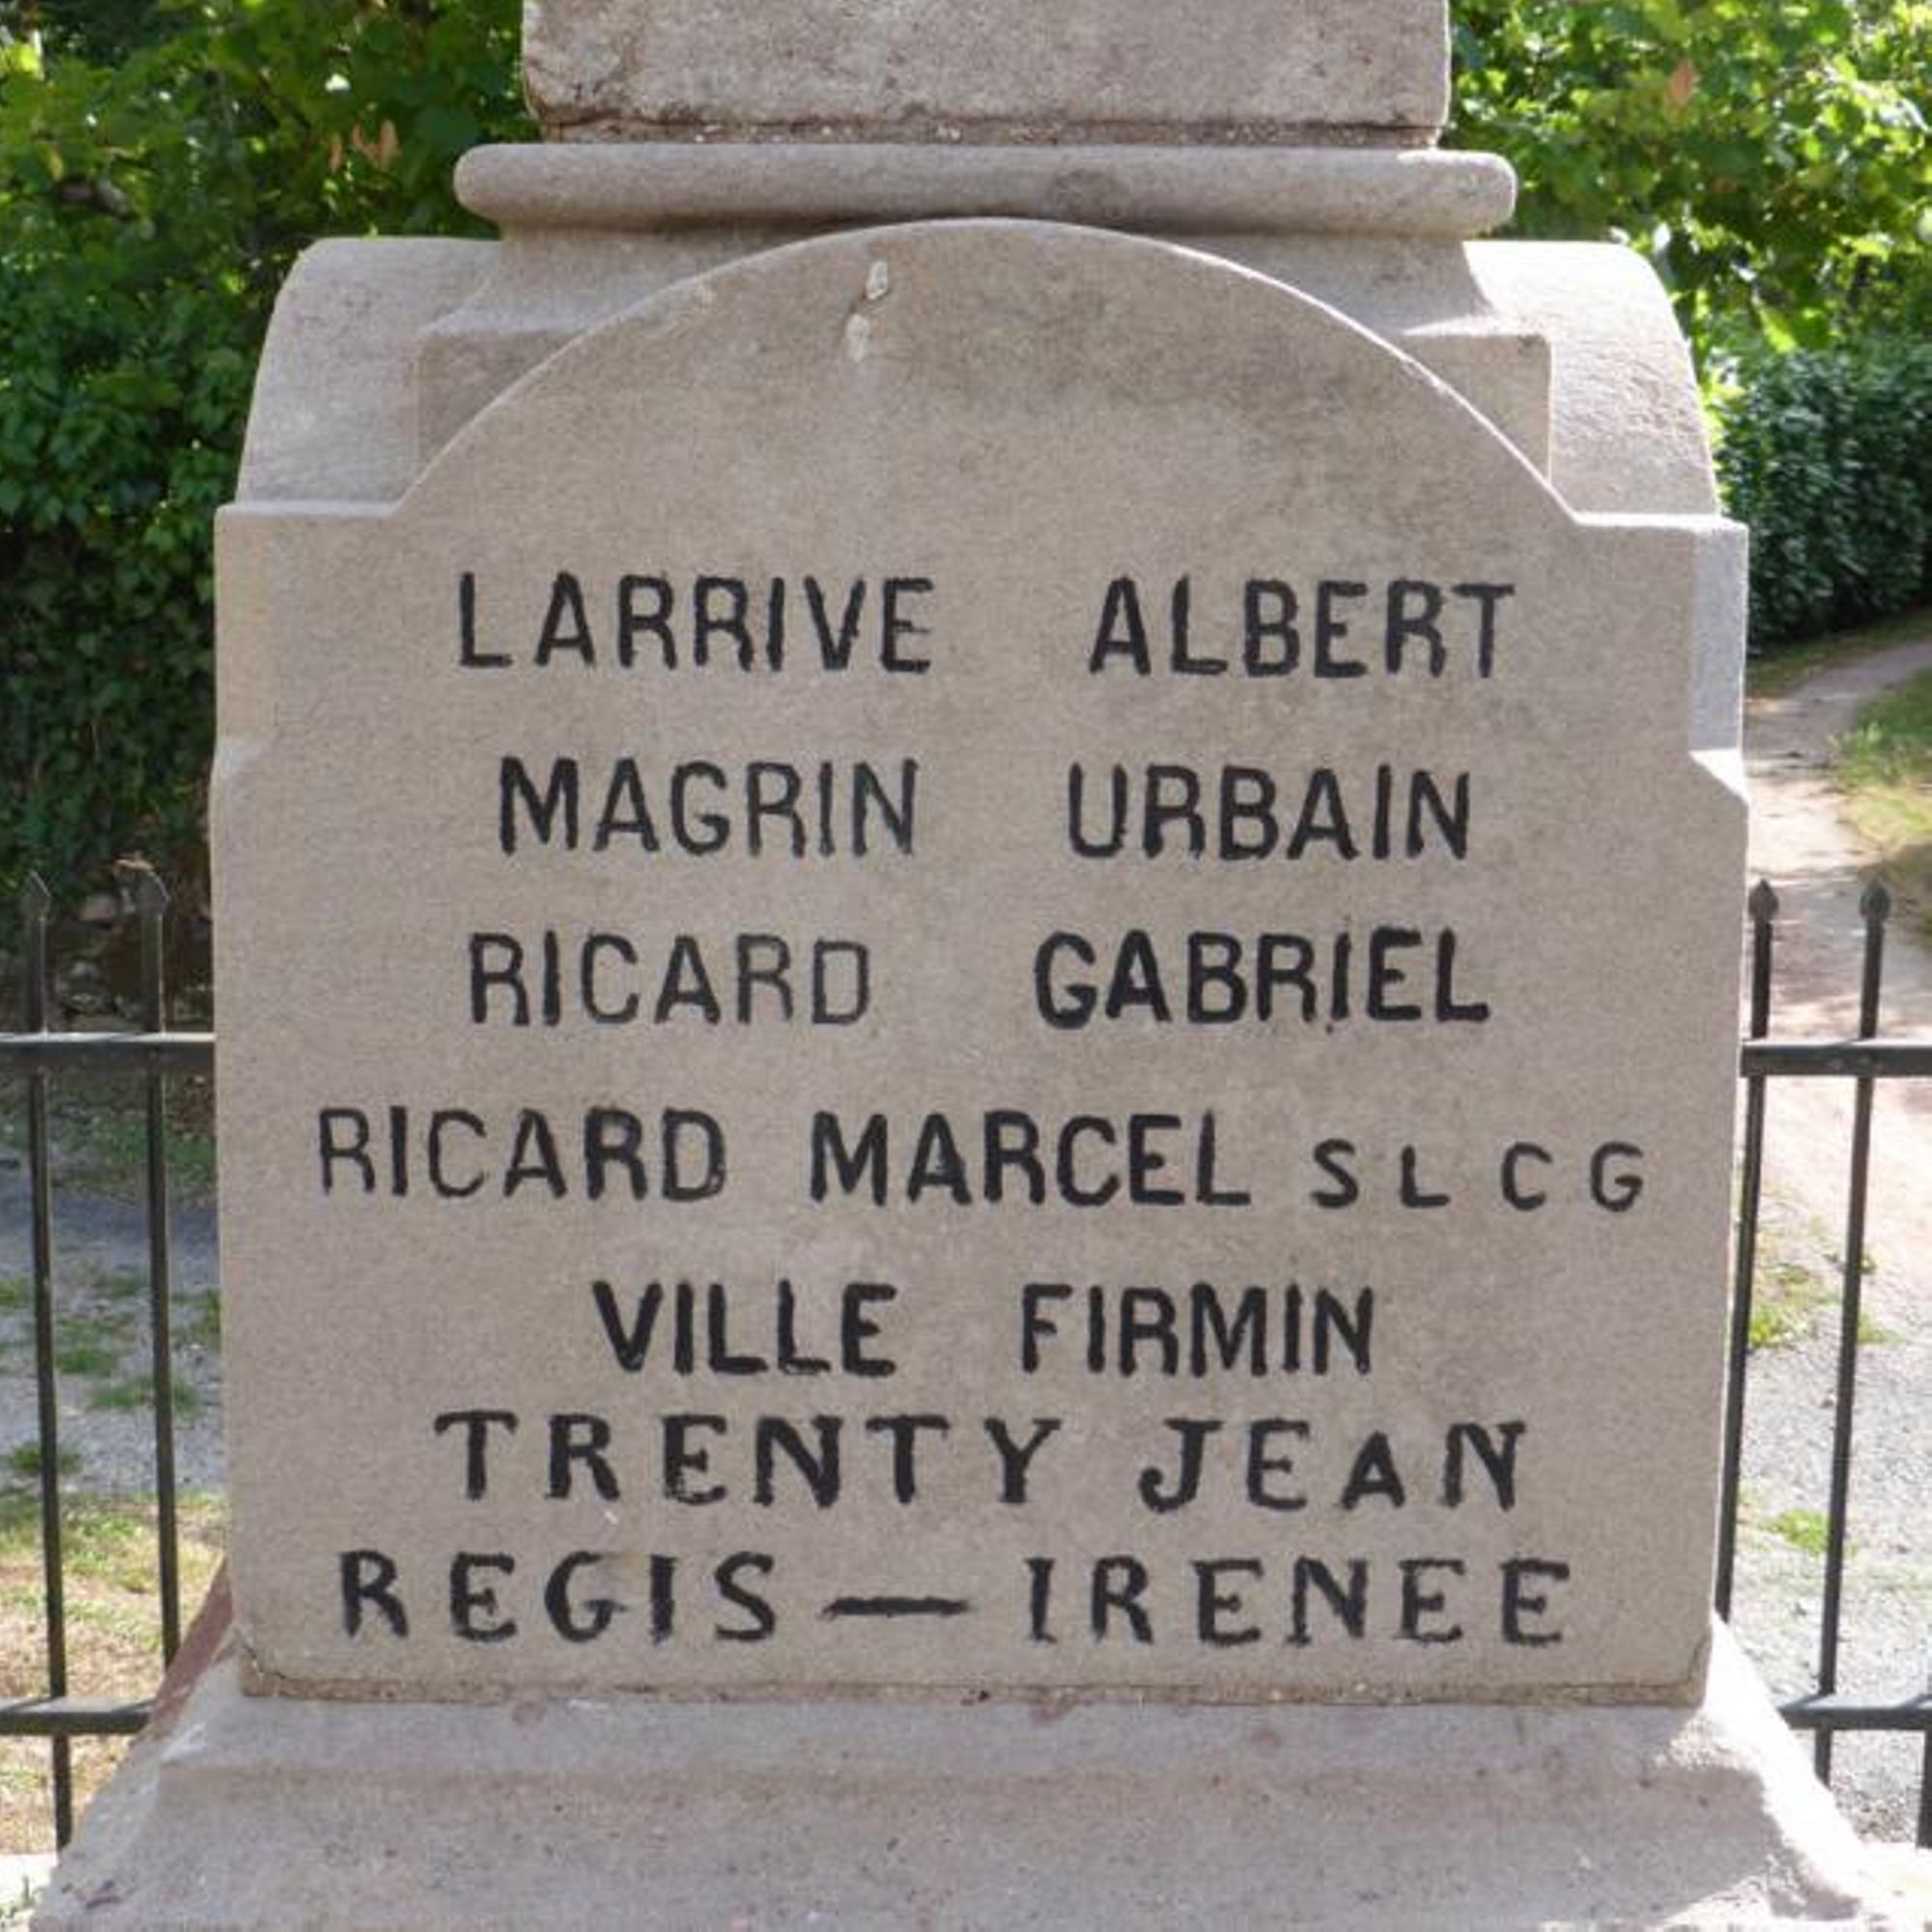 LARRIVE ALBERT
MAGRIN URBAIN
RICARD GABRIEL
RICARD MARCEL S L C G
VILLE FIRMIN
TRENTY JEAN
REGIS — IRENEE